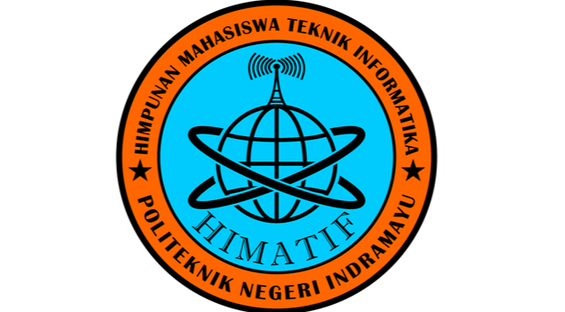 HIMPUNAN MAHASISWA TEKNIK INFORMATIKA
HIMATIF
POLITEKNIK NEGERI INDRAMAYU